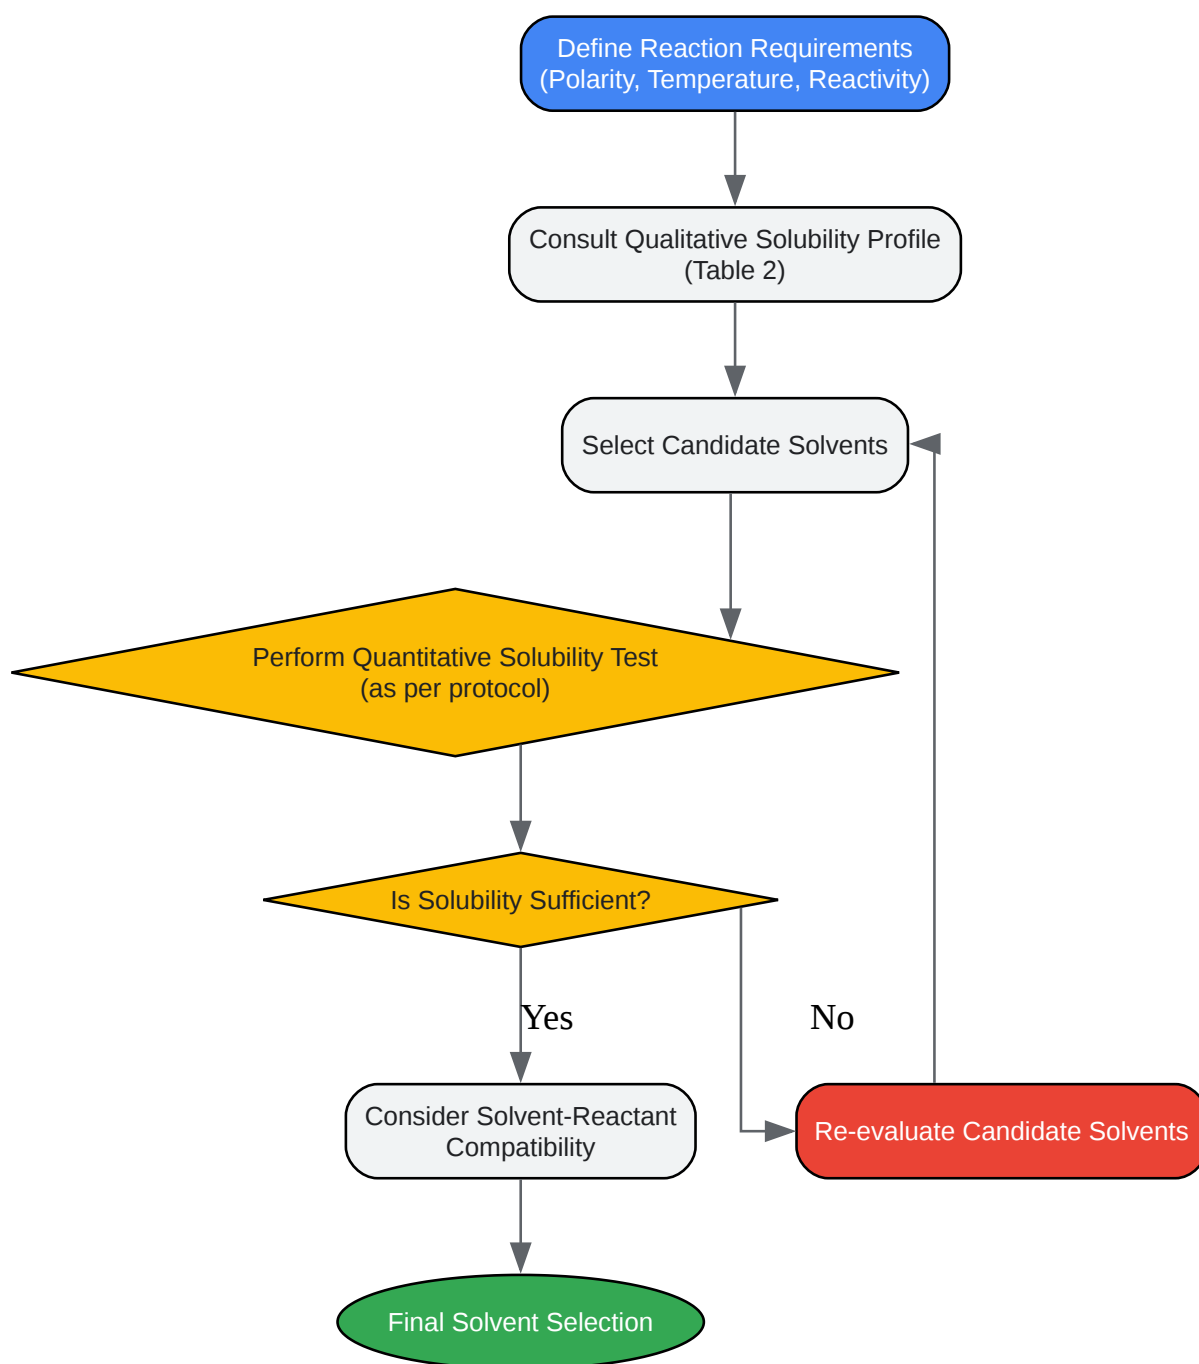 Define Reaction Requirements
(Polarity, Temperature, Reactivity)
Consult Qualitative Solubility Profile
(Table 2)
Select Candidate Solvents
Perform Quantitative Solubility Test
(as per protocol)
Is Solubility Sufficient?
Yes
No
Consider Solvent-Reactant
Compatibility
Re-evaluate Candidate Solvents
Final Solvent Selection